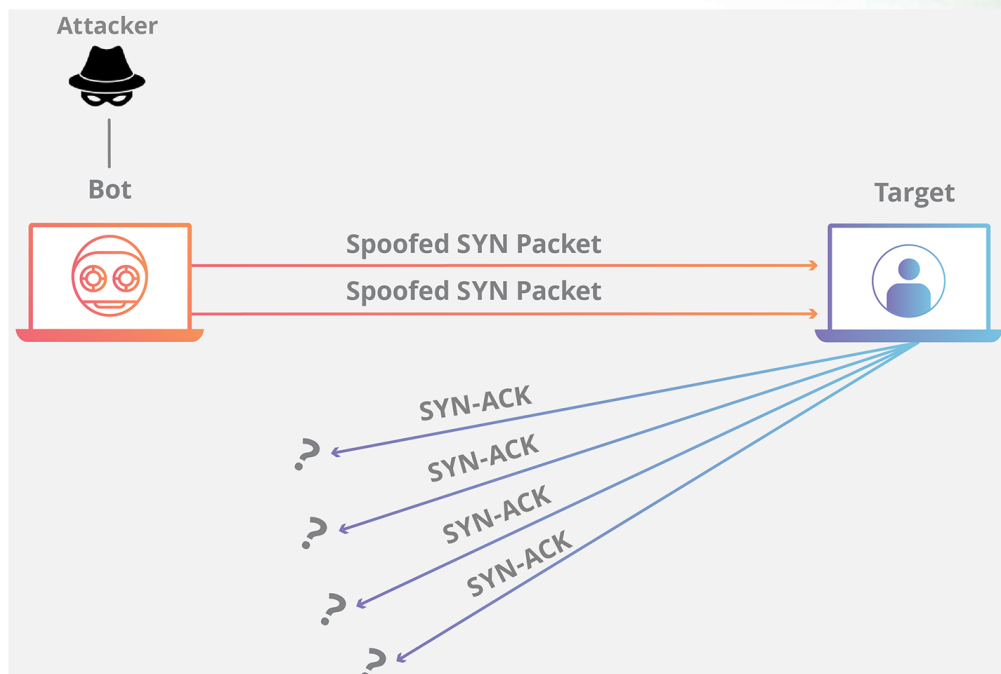 Attacker
Bot
Target
Spoofed SYN Packet
Spoofed SYN Packet
SYN-ACK
?
SYN-ACK
?
SYN-ACK
?
SYN-ACK
?